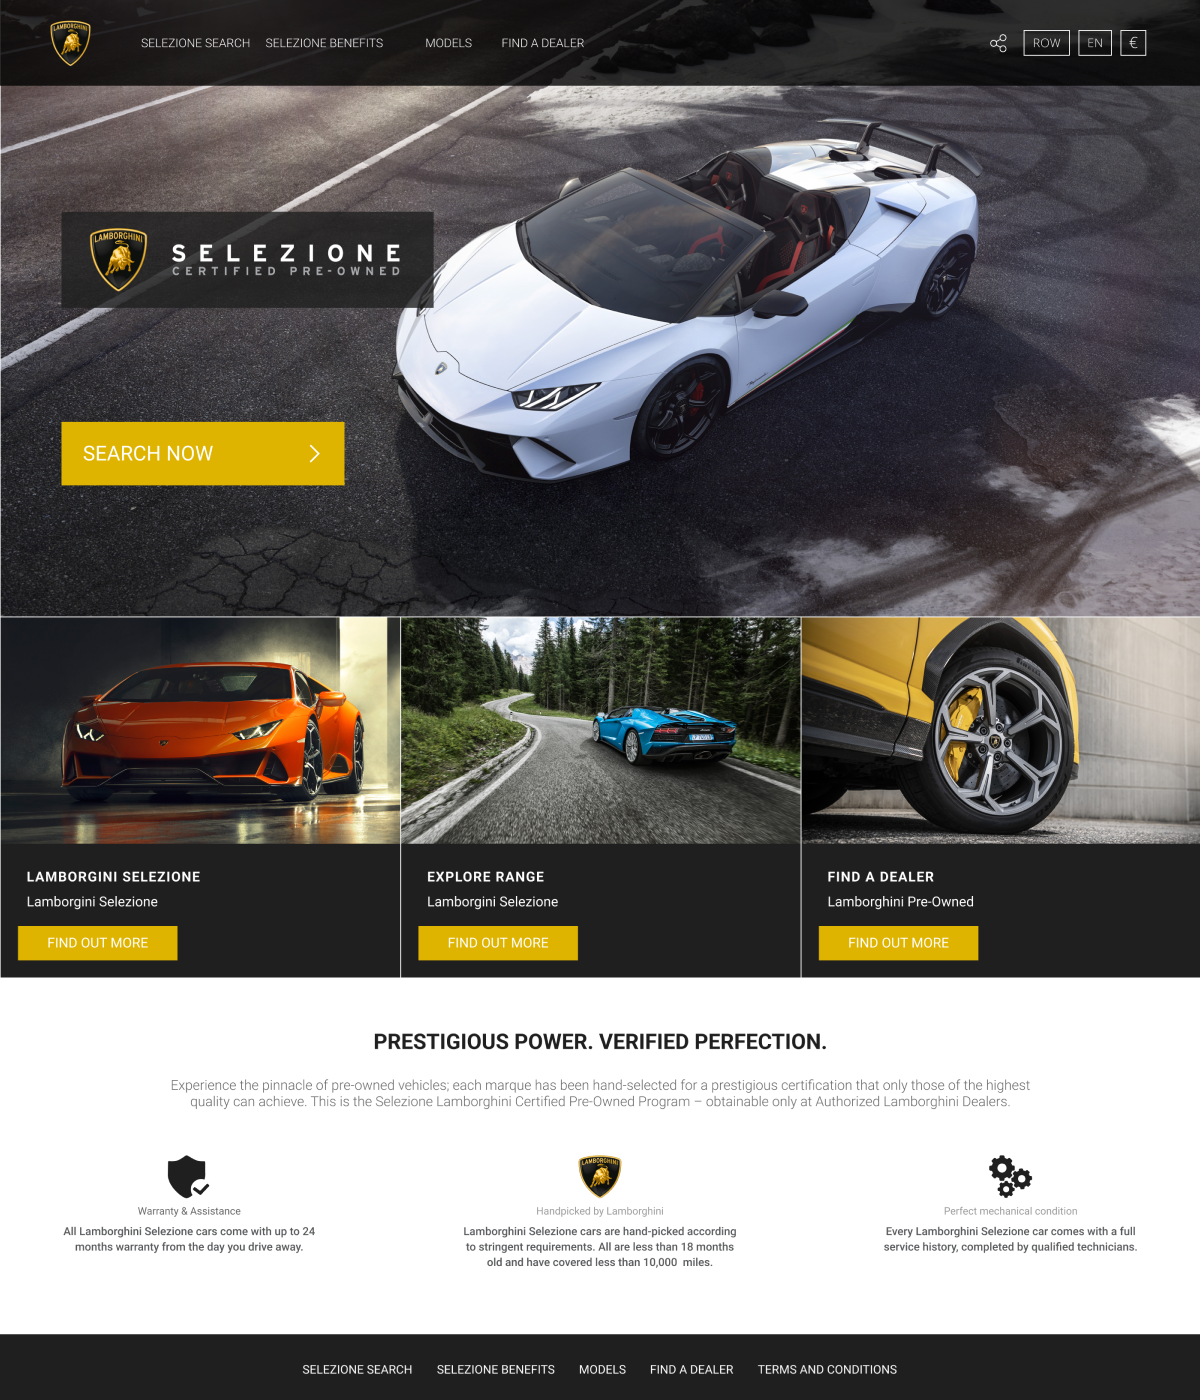 LAMBORGHINI
SELEZIONE SEARCH SELEZIONE BENEFITS MODELS FIND A DEALER ROW EN €
LAMBORGHINI
SELEZIONE
CERTIFIED PRE-OWNED
SEARCH NOW
LAMBORGINI SELEZIONE
Lamborgini Selezione
FIND OUT MORE
EXPLORE RANGE
Lamborgini Selezione
FIND OUT MORE
FIND A DEALER
Lamborghini Pre-Owned
FIND OUT MORE
PRESTIGIOUS POWER. VERIFIED PERFECTION.
Experience the pinnacle of pre-owned vehicles; each marque has been hand-selected for a prestigious certification that only those of the highest
quality can achieve. This is the Selezione Lamborghini Certified Pre-Owned Program – obtainable only at Authorized Lamborghini Dealers.
Warranty & Assistance
All Lamborghini Selezione cars come with up to 24
months warranty from the day you drive away.
LAMBORGHINI
Handpicked by Lamborghini
Lamborghini Selezione cars are hand-picked according
to stringent requirements. All are less than 18 months
old and have covered less than 10,000 miles.
Perfect mechanical condition
Every Lamborghini Selezione car comes with a full
service history, completed by qualified technicians.
SELEZIONE SEARCH SELEZIONE BENEFITS MODELS FIND A DEALER TERMS AND CONDITIONS